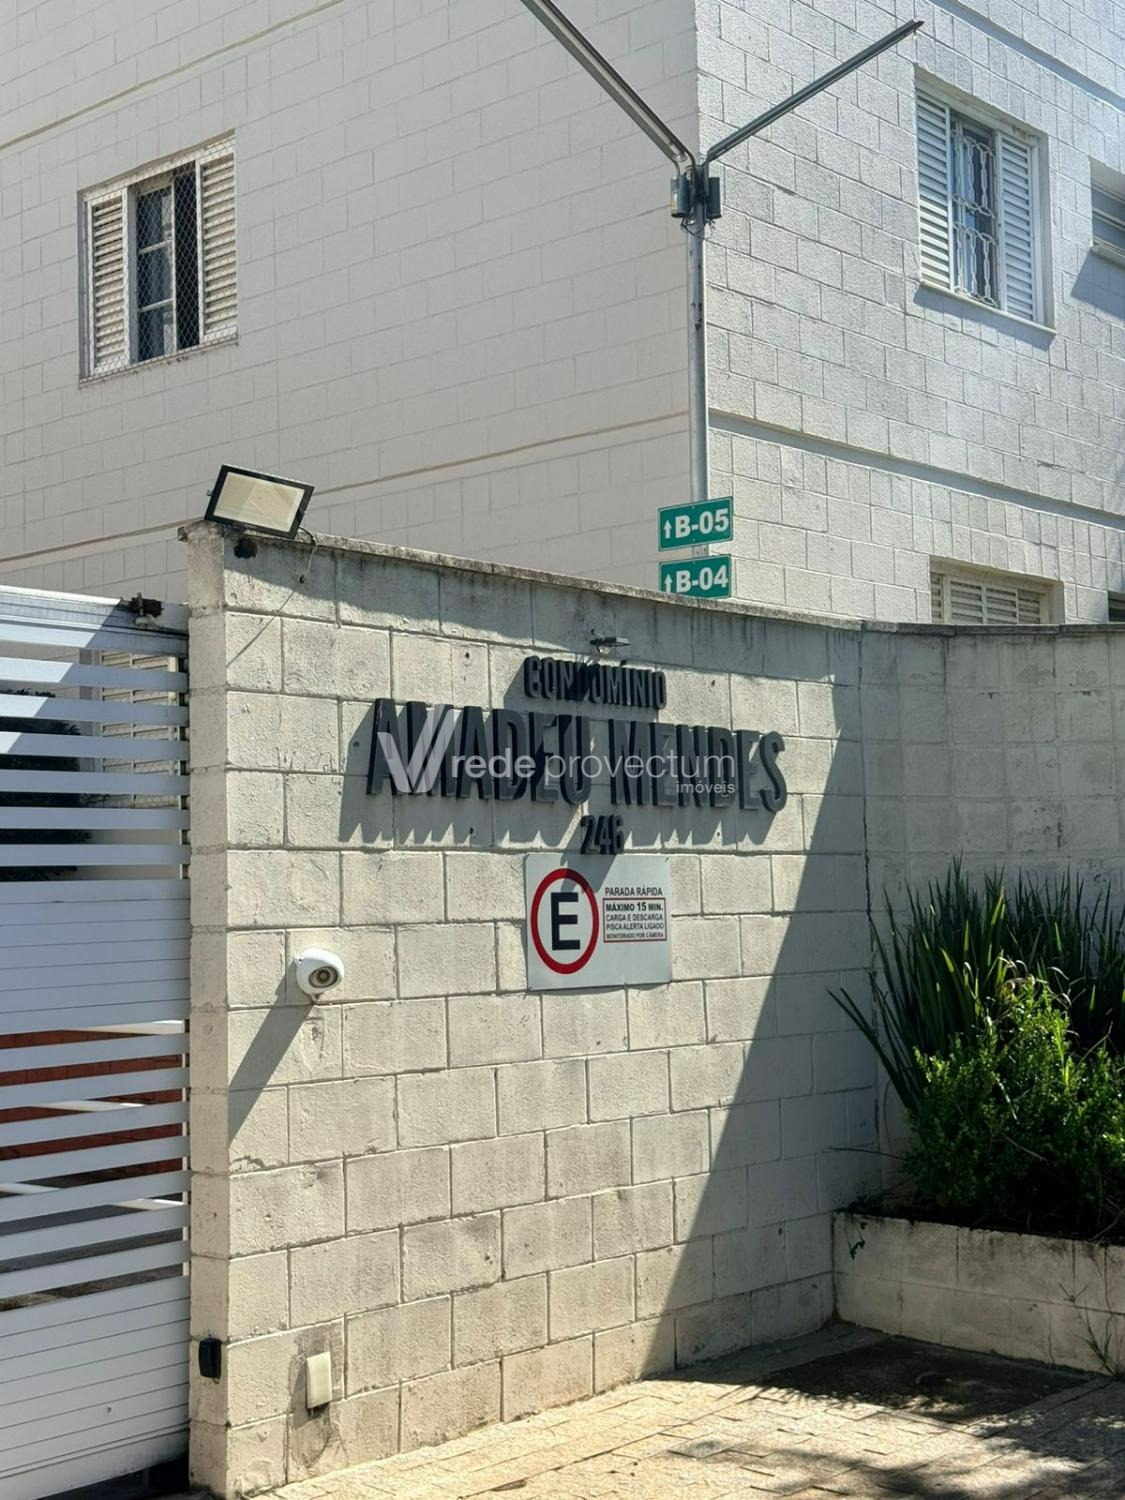 B-05
B-04
CONDOMÍNIO
AMADEU MENDES
rede provectum
imóveis
246
E
PARADA RÁPIDA
MÁXIMO 15 MIN.
CARGA E DESCARGA
PISCA ALERTA LIGADO
MONITORADO POR CÂMERA